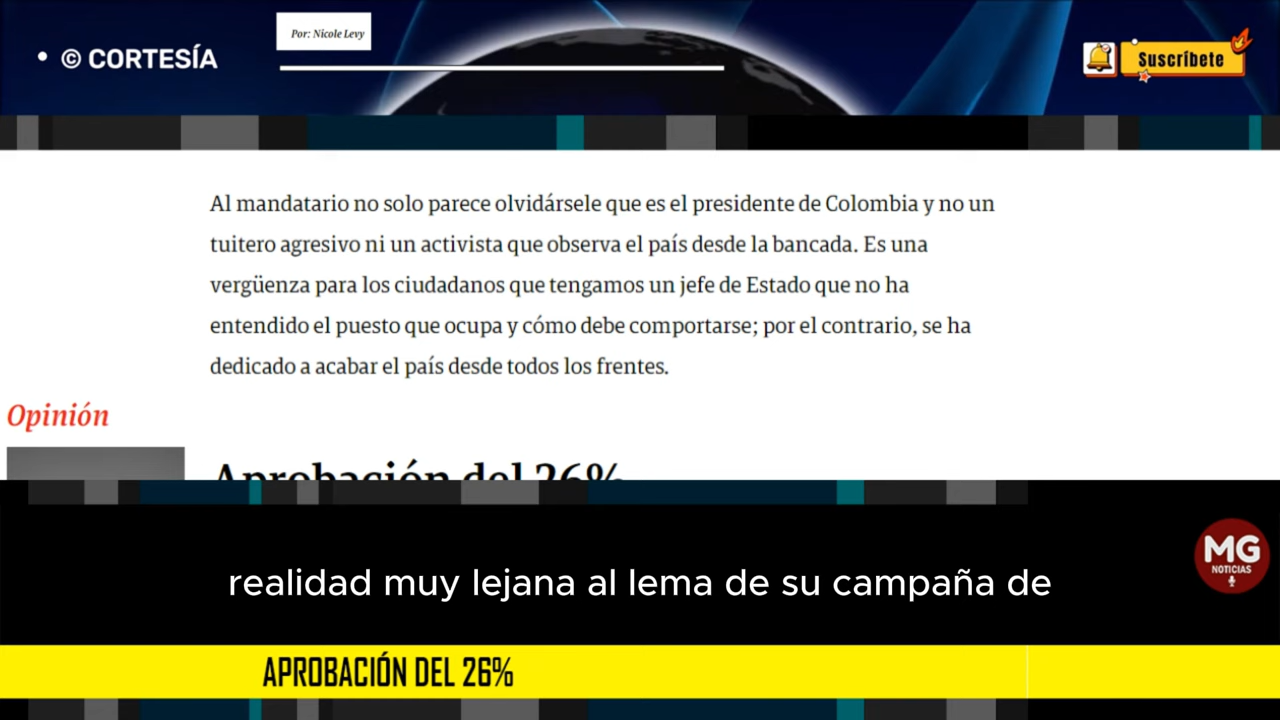 • © CORTESÍA
Por: Nicole Levy
Suscríbete
Al mandatario no solo parece olvidársele que es el presidente de Colombia y no un
tuitero agresivo ni un activista que observa el país desde la bancada. Es una
vergüenza para los ciudadanos que tengamos un jefe de Estado que no ha
entendido el puesto que ocupa y cómo debe comportarse; por el contrario, se ha
dedicado a acabar el país desde todos los frentes.
Opinión
Aprobación del 26%
realidad muy lejana al lema de su campaña de
MG
NOTICIAS
APROBACIÓN DEL 26%